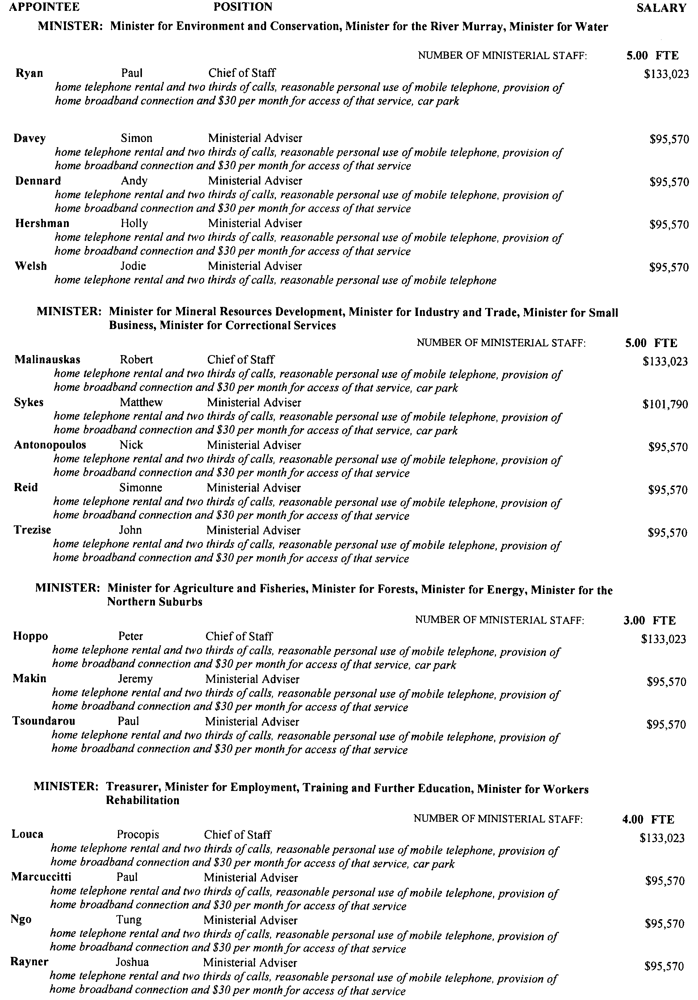 APPOINTEE POSITION SALARY
MINISTER: Minister for Environment and Conservation, Minister for the River Murray, Minister for Water
NUMBER OF MINISTERIAL STAFF: 5.00 FTE
Ryan Paul Chief of Staff $133,023
home telephone rental and two thirds of calls, reasonable personal use of mobile telephone, provision of
home broadband connection and $30 per month for access of that service, car park
Davey Simon Ministerial Adviser $95,570
home telephone rental and two thirds of calls, reasonable personal use of mobile telephone, provision of
home broadband connection and $30 per month for access of that service
Dennard Andy Ministerial Adviser $95,570
home telephone rental and two thirds of calls, reasonable personal use of mobile telephone, provision of
home broadband connection and $30 per month for access of that service
Hershman Holly Ministerial Adviser $95,570
home telephone rental and two thirds of calls, reasonable personal use of mobile telephone, provision of
home broadband connection and $30 per month for access of that service
Welsh Jodie Ministerial Adviser $95,570
home telephone rental and two thirds of calls, reasonable personal use of mobile telephone
MINISTER: Minister for Mineral Resources Development, Minister for Industry and Trade, Minister for Small
Business, Minister for Correctional Services
NUMBER OF MINISTERIAL STAFF: 5.00 FTE
Malinauskas Robert Chief of Staff $133,023
home telephone rental and two thirds of calls, reasonable personal use of mobile telephone, provision of
home broadband connection and $30 per month for access of that service, car park
Sykes Matthew Ministerial Adviser $101,790
home telephone rental and two thirds of calls, reasonable personal use of mobile telephone, provision of
home broadband connection and $30 per month for access of that service, car park
Antonopoulos Nick Ministerial Adviser $95,570
home telephone rental and two thirds of calls, reasonable personal use of mobile telephone, provision of
home broadband connection and $30 per month for access of that service
Reid Simonne Ministerial Adviser $95,570
home telephone rental and two thirds of calls, reasonable personal use of mobile telephone, provision of
home broadband connection and $30 per month for access of that service
Trezise John Ministerial Adviser $95,570
home telephone rental and two thirds of calls, reasonable personal use of mobile telephone, provision of
home broadband connection and $30 per month for access of that service
MINISTER: Minister for Agriculture and Fisheries, Minister for Forests, Minister for Energy, Minister for the
Northern Suburbs
NUMBER OF MINISTERIAL STAFF: 3.00 FTE
Hoppo Peter Chief of Staff $133,023
home telephone rental and two thirds of calls, reasonable personal use of mobile telephone, provision of
home broadband connection and $30 per month for access of that service, car park
Makin Jeremy Ministerial Adviser $95,570
home telephone rental and two thirds of calls, reasonable personal use of mobile telephone, provision of
home broadband connection and $30 per month for access of that service
Tsoundarou Paul Ministerial Adviser $95,570
home telephone rental and two thirds of calls, reasonable personal use of mobile telephone, provision of
home broadband connection and $30 per month for access of that service
MINISTER: Treasurer, Minister for Employment, Training and Further Education, Minister for Workers
Rehabilitation
NUMBER OF MINISTERIAL STAFF: 4.00 FTE
Louca Procopis Chief of Staff $133,023
home telephone rental and two thirds of calls, reasonable personal use of mobile telephone, provision of
home broadband connection and $30 per month for access of that service, car park
Marcuccitti Paul Ministerial Adviser $95,570
home telephone rental and two thirds of calls, reasonable personal use of mobile telephone, provision of
home broadband connection and $30 per month for access of that service
Ngo Tung Ministerial Adviser $95,570
home telephone rental and two thirds of calls, reasonable personal use of mobile telephone, provision of
home broadband connection and $30 per month for access of that service
Rayner Joshua Ministerial Adviser $95,570
home telephone rental and two thirds of calls, reasonable personal use of mobile telephone, provision of
home broadband connection and $30 per month for access of that service